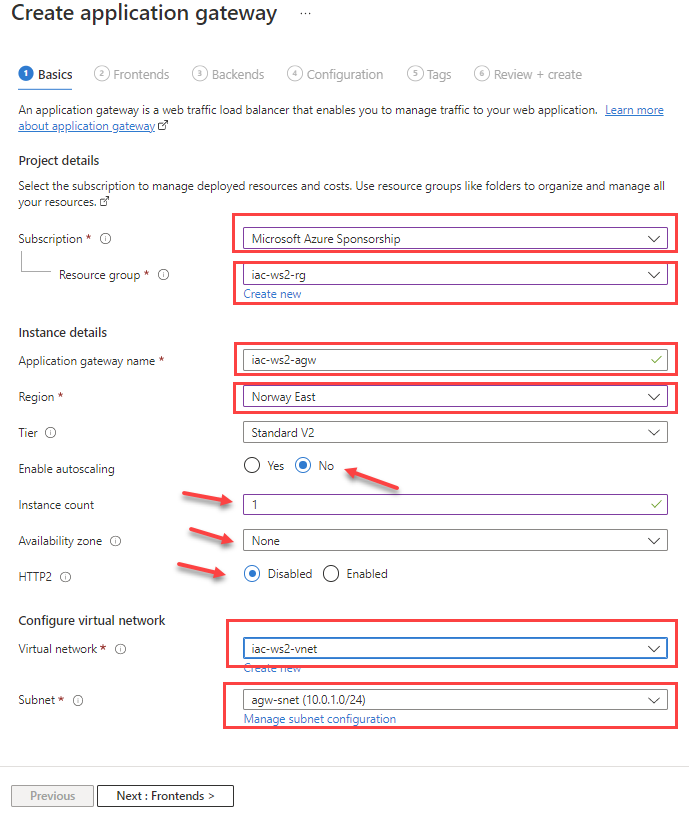 Create application gateway ...
1 Basics 2 Frontends 3 Backends 4 Configuration 5 Tags 6 Review + create
An application gateway is a web traffic load balancer that enables you to manage traffic to your web application. Learn more
about application gateway
Project details
Select the subscription to manage deployed resources and costs. Use resource groups like folders to organize and manage all
your resources.
Subscription * Microsoft Azure Sponsorship
Resource group * iac-ws2-rg
Create new
Instance details
Application gateway name * iac-ws2-agw
Region * Norway East
Tier Standard V2
Enable autoscaling Yes No
Instance count 1
Availability zone None
HTTP2 Disabled Enabled
Configure virtual network
Virtual network * iac-ws2-vnet
Create new
Subnet * agw-snet (10.0.1.0/24)
Manage subnet configuration
Previous Next : Frontends >